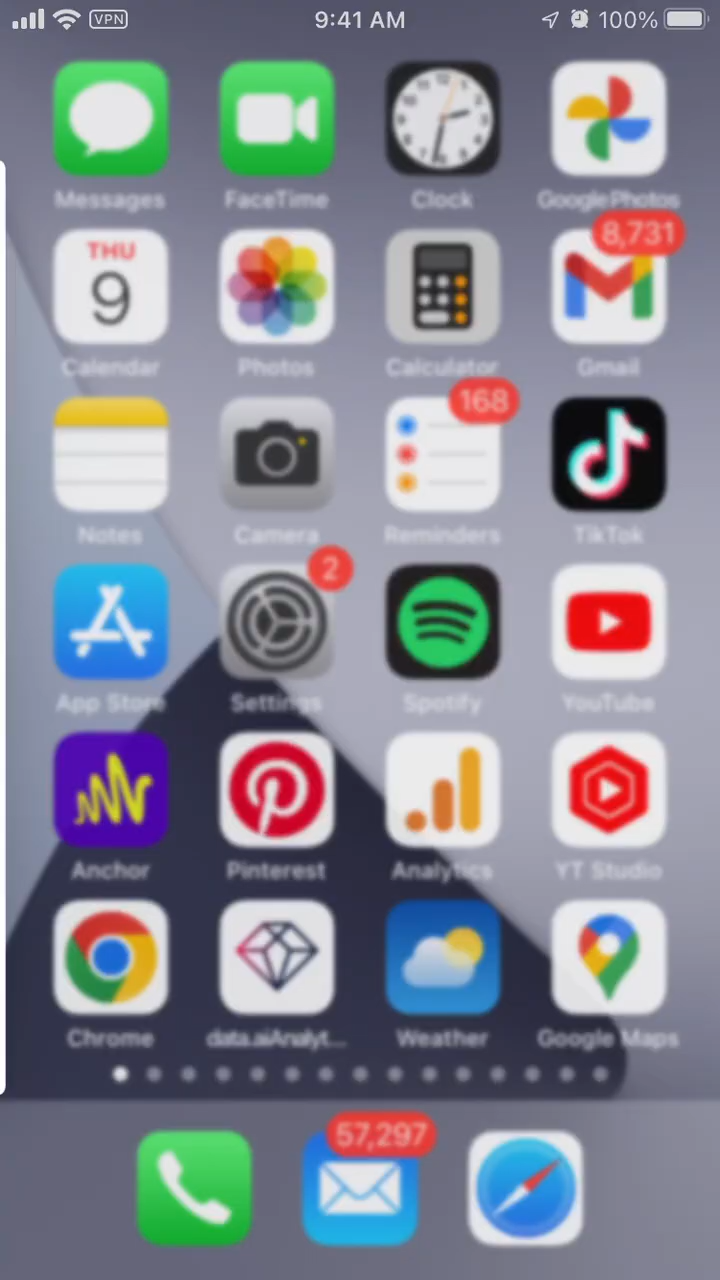 VPN 9:41 AM 100%
Messages FaceTime Clock Google Photos
8,731
THU
9
Calendar Photos Calculator Gmail
168
Notes Camera Reminders TikTok
2
App Store Settings Spotify YouTube
Anchor Pinterest Analytics YT Studio
Chrome data.aiAnalyt... Weather Google Maps
57,297